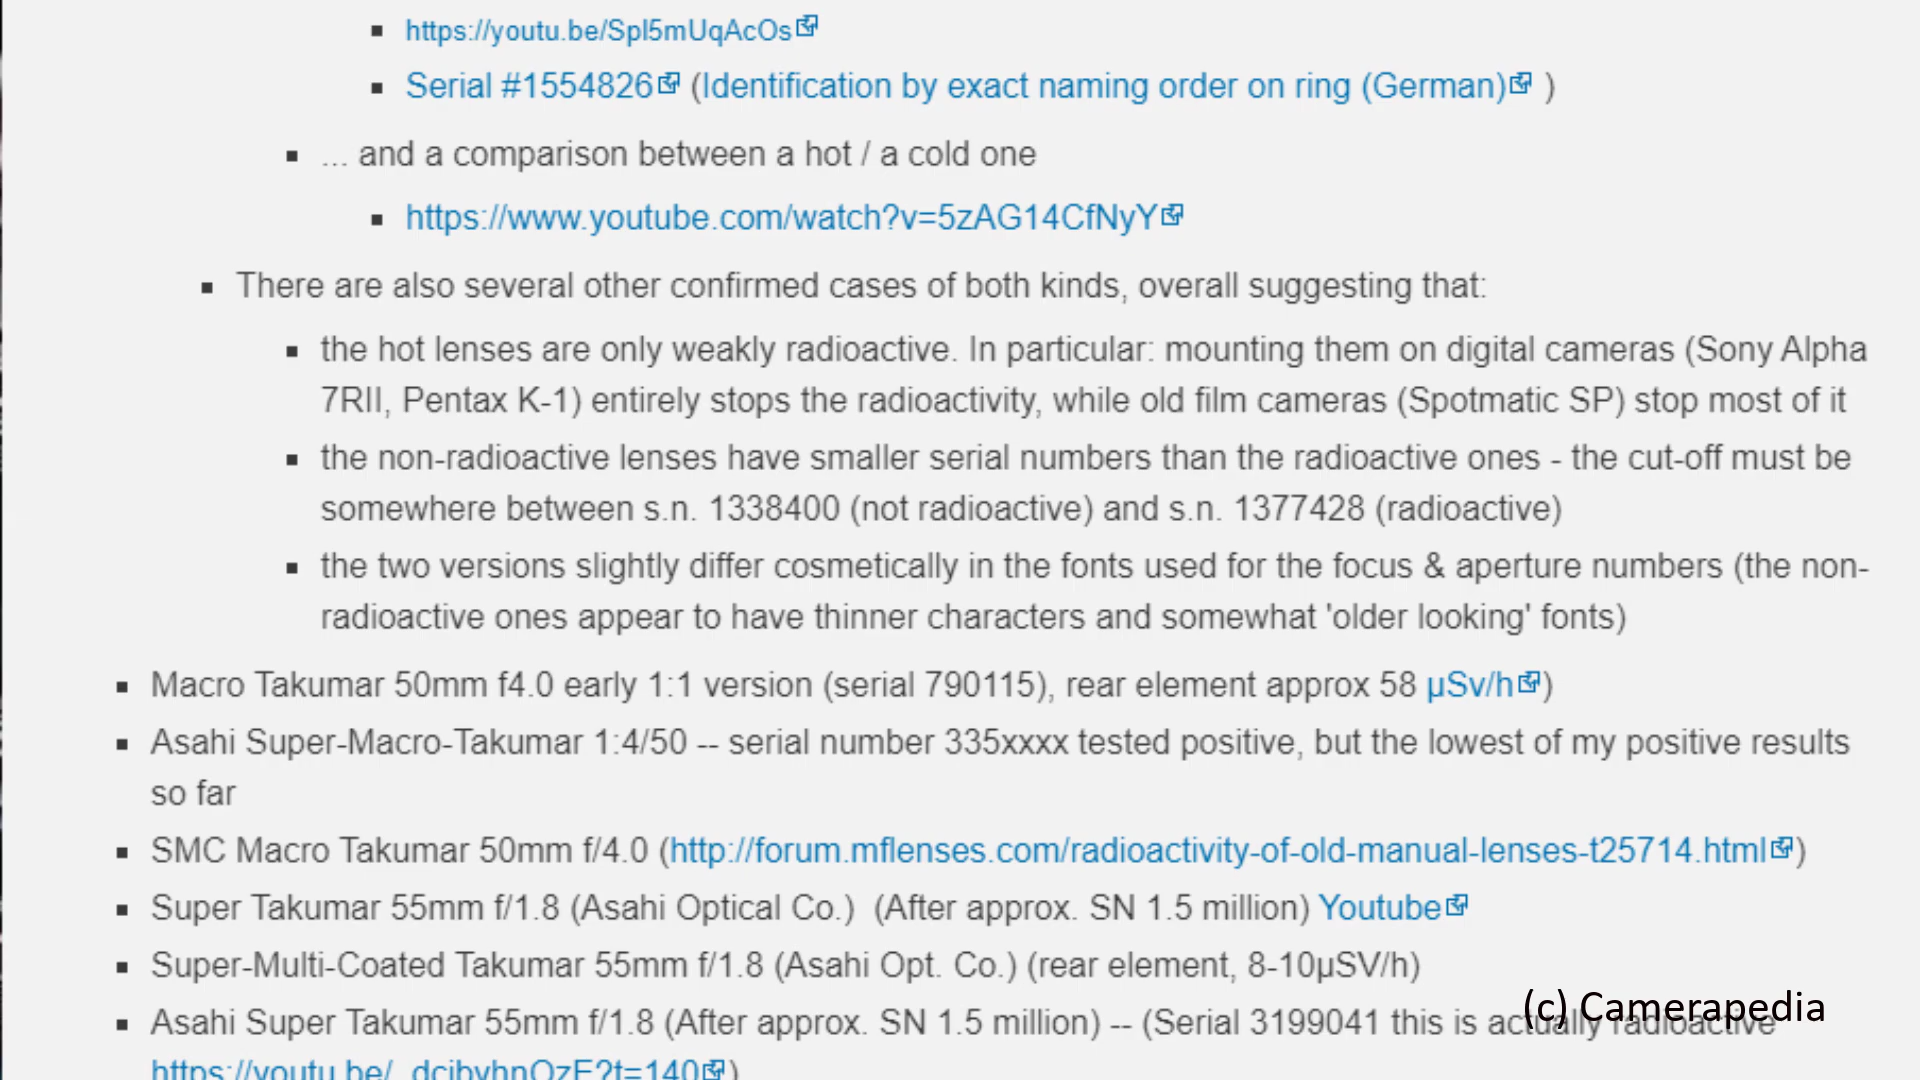 https://youtu.be/Spl5mUqAcOs
Serial #1554826 (Identification by exact naming order on ring (German) )
... and a comparison between a hot / a cold one
https://www.youtube.com/watch?v=5zAG14CfNyY
There are also several other confirmed cases of both kinds, overall suggesting that:
the hot lenses are only weakly radioactive. In particular: mounting them on digital cameras (Sony Alpha
7RII, Pentax K-1) entirely stops the radioactivity, while old film cameras (Spotmatic SP) stop most of it
the non-radioactive lenses have smaller serial numbers than the radioactive ones - the cut-off must be
somewhere between s.n. 1338400 (not radioactive) and s.n. 1377428 (radioactive)
the two versions slightly differ cosmetically in the fonts used for the focus & aperture numbers (the non-
radioactive ones appear to have thinner characters and somewhat 'older looking' fonts)
Macro Takumar 50mm f4.0 early 1:1 version (serial 790115), rear element approx 58 µSv/h)
Asahi Super-Macro-Takumar 1:4/50 -- serial number 335xxxx tested positive, but the lowest of my positive results
so far
SMC Macro Takumar 50mm f/4.0 (http://forum.mflenses.com/radioactivity-of-old-manual-lenses-t25714.html)
Super Takumar 55mm f/1.8 (Asahi Optical Co.) (After approx. SN 1.5 million) Youtube
Super-Multi-Coated Takumar 55mm f/1.8 (Asahi Opt. Co.) (rear element, 8-10µSV/h)
Asahi Super Takumar 55mm f/1.8 (After approx. SN 1.5 million) -- (Serial 3199041 this is actually radioactive
(c) Camerapedia